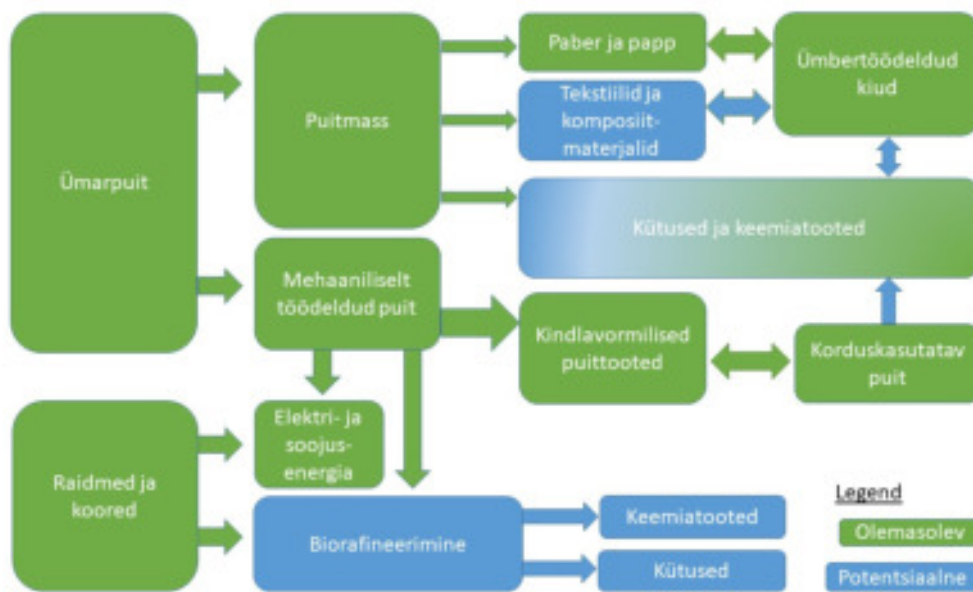 Ümarpuit
Puitmass
Paber ja papp
Ümbertöödeldud
kiud
Tekstiilid ja
komposiit-
materjalid
Kütused ja keemiatooted
Mehaaniliselt
töödeldud puit
Kindlavormilised
puittooted
Korduskasutatav
puit
Raidmed ja
koored
Elektri- ja
soojus-
energia
Biorafineerimine
Keemiatooted
Kütused
Legend
Olemasolev
Potentsiaalne